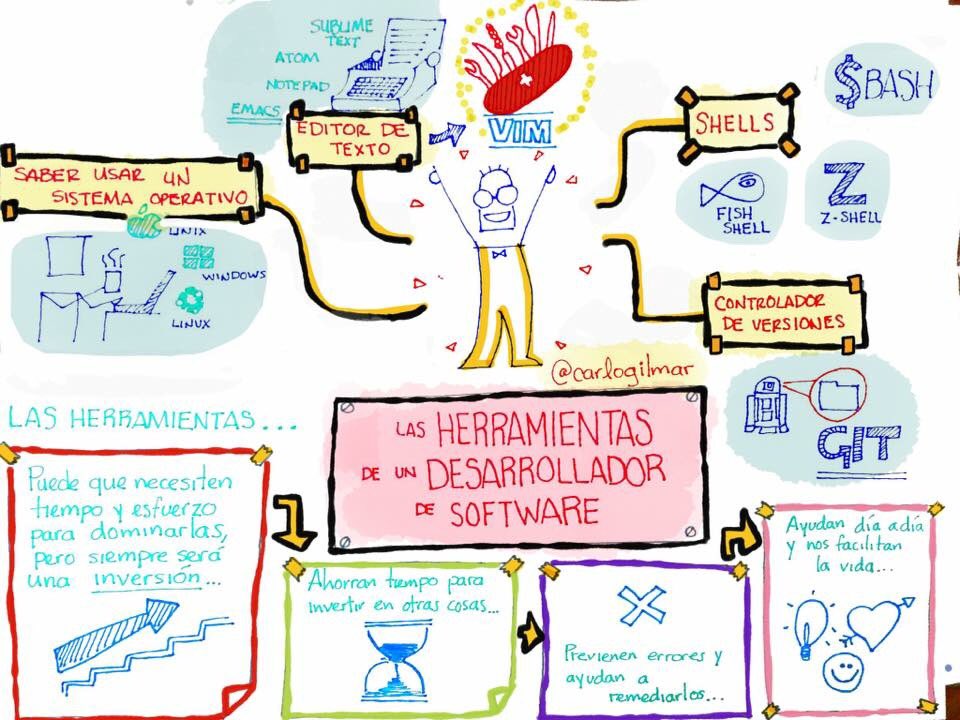 SUBLIME
TEXT
ATOM
NOTEPAD
EMACS
EDITOR DE
TEXTO
VIM
SHELLS
$BASH
FISH
SHELL
Z
Z-SHELL
SABER USAR UN
SISTEMA OPERATIVO
UNIX
WINDOWS
LINUX
CONTROLADOR
DE VERSIONES
GIT
@carlogilmar
LAS HERRAMIENTAS
DE UN DESARROLLADOR
DE SOFTWARE
LAS HERRAMIENTAS...
Puede que necesiten
tiempo y esfuerzo
para dominarlas,
pero siempre será
una inversión...
Ahorran tiempo para
invertir en otras cosas...
Previenen errores y
ayudan a
remediarlos...
Ayudan día a día
y nos facilitan
la vida...